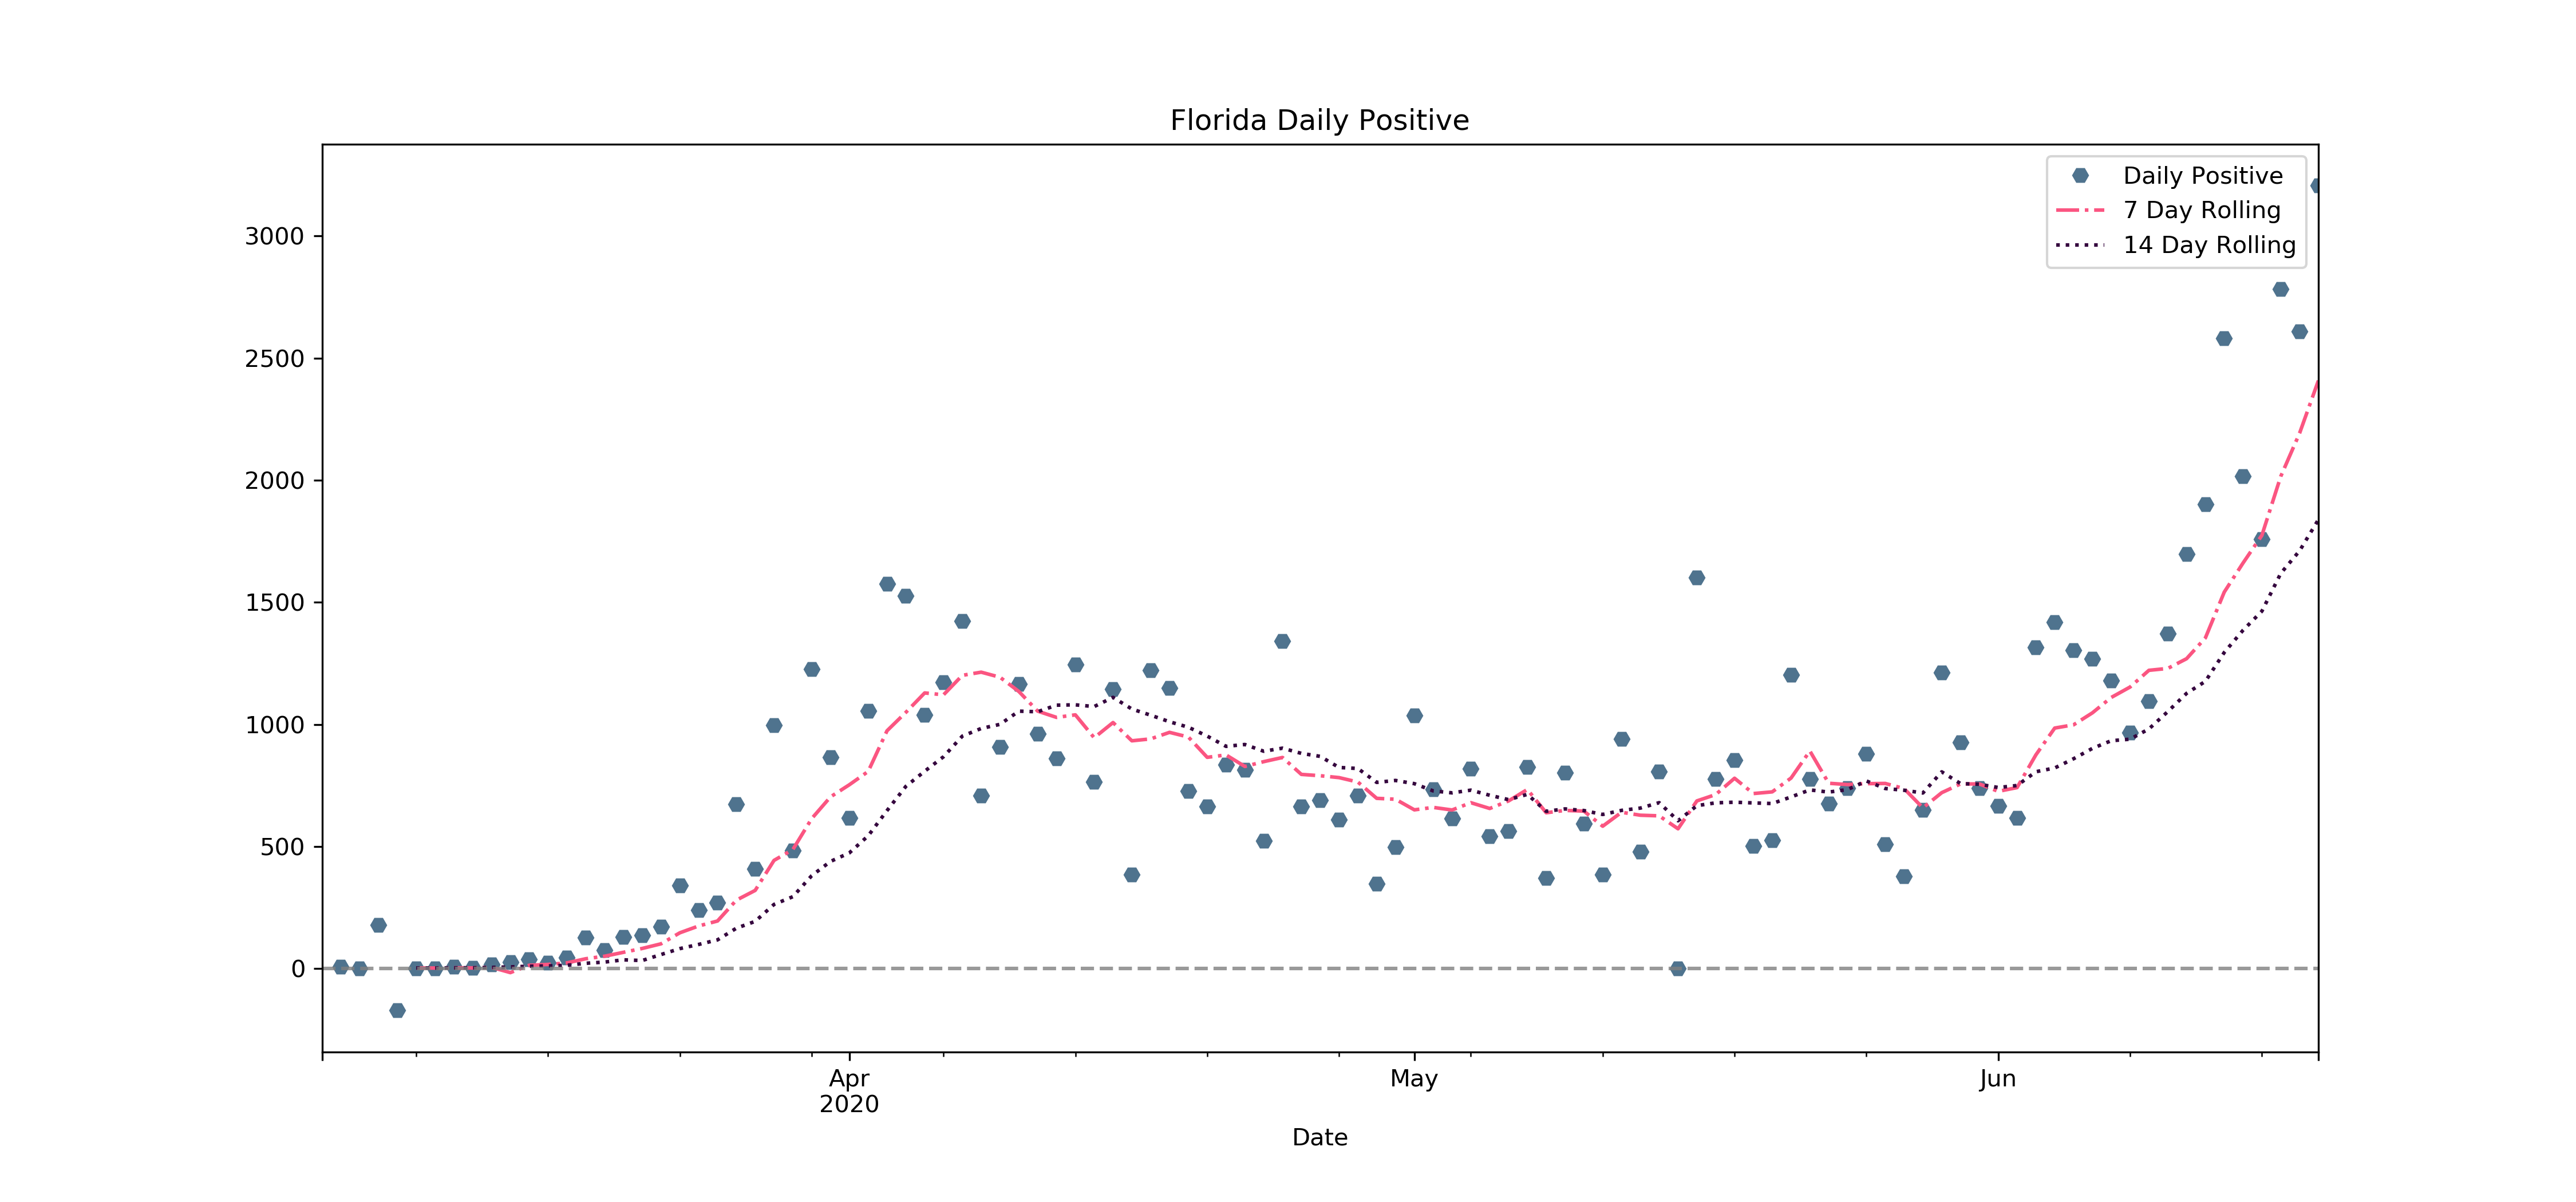 Florida Daily Positive
Daily Positive
7 Day Rolling
14 Day Rolling
3000
2500
2000
1500
1000
500
0
Apr
2020
May
Jun
Date